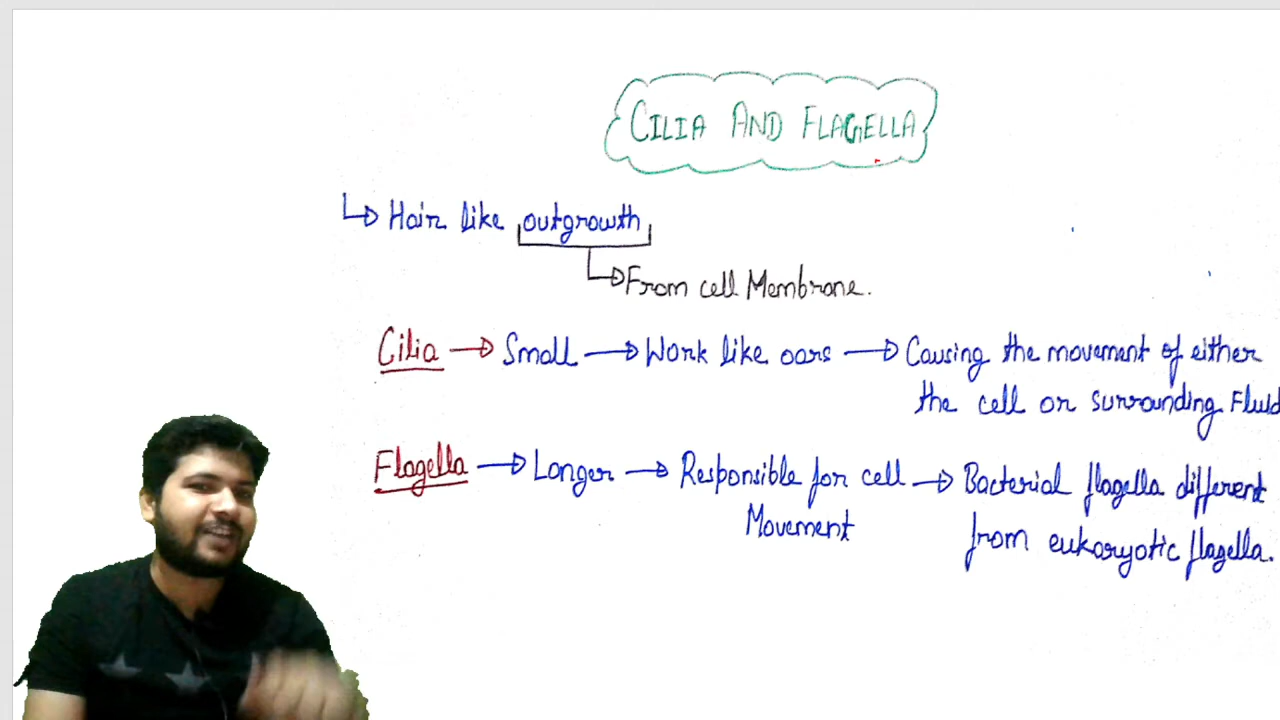 CILIA AND FLAGELLA
Hair like outgrowth
From cell Membrane.
Cilia → Small → Work like oars → Causing the movement of either
the cell or surrounding Fluid
Flagella → Longer → Responsible for cell → Bacterial flagella different
Movement from eukaryotic flagella.